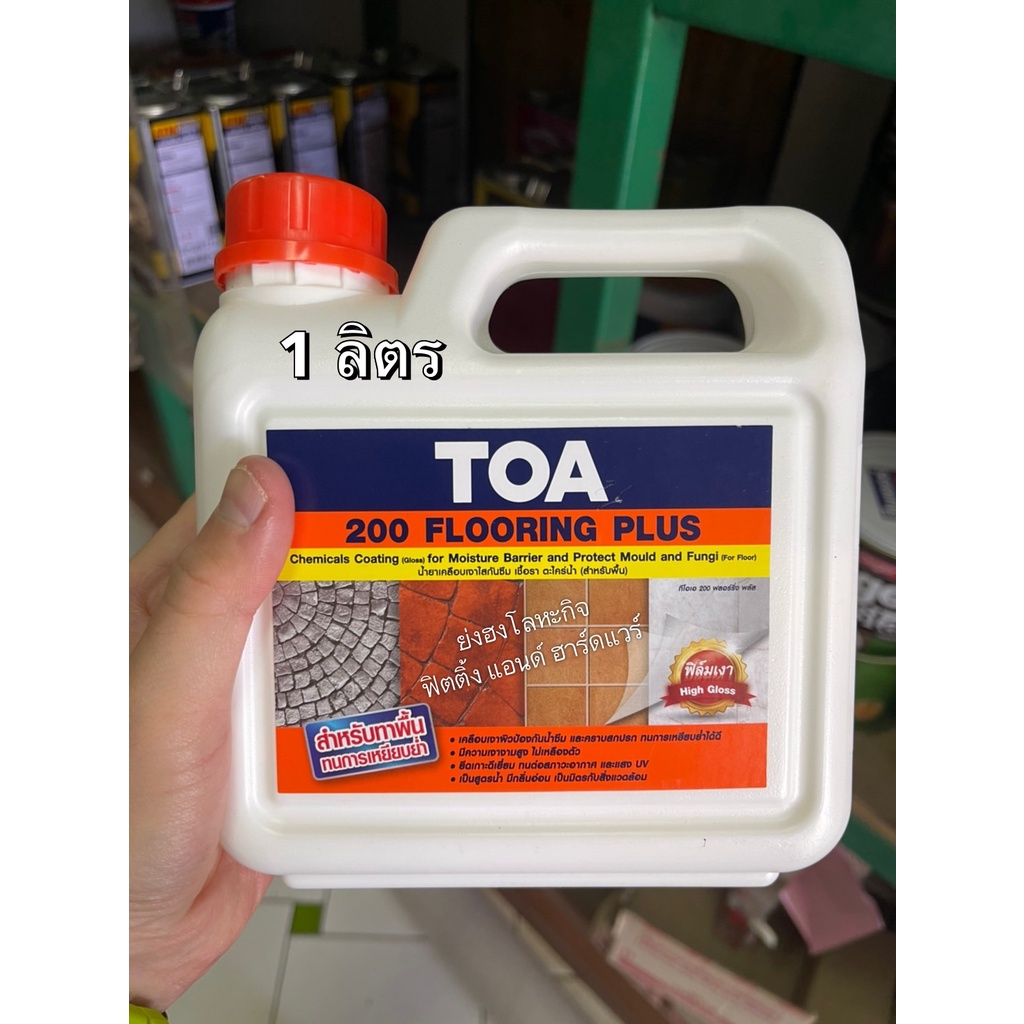 1 ลิตร
TOA
200 FLOORING PLUS
Chemicals Coating (Gloss) for Moisture Barrier and Protect Mould and Fungi (For Floor)
น้ำยาเคลือบเงาใสกันซึม เชื้อรา ตะไคร่น้ำ (สำหรับพื้น)
ทีโอเอ 200 ฟลอร์ริ่ง พลัส
ย่งฮงโลหะกิจ
ฟิตติ้ง แอนด์ ฮาร์ดแวร์
ฟิล์มเงา
High Gloss
สำหรับทาพื้น
ทนการเหยียบย่ำ
• เคลือบเงาผิวป้องกันน้ำซึม และคราบสกปรก ทนการเหยียบย่ำได้ดี
• มีความเงางามสูง ไม่เหลืองตัว
• ยึดเกาะดีเยี่ยม ทนต่อสภาวะอากาศ และแสง UV
• เป็นสูตรน้ำ มีกลิ่นอ่อน เป็นมิตรกับสิ่งแวดล้อม